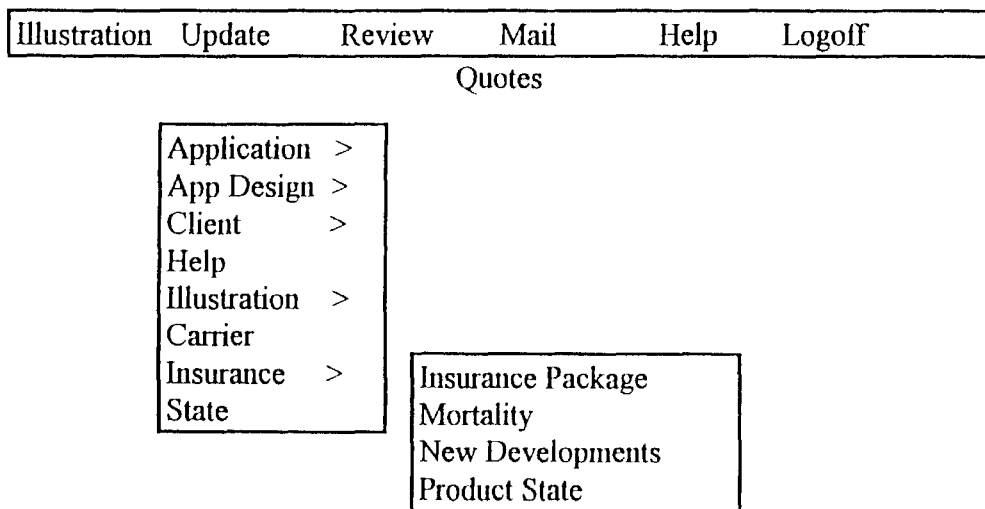 Illustration Update Review Mail Help Logoff
Quotes
Application >
App Design >
Client >
Help
Illustration >
Carrier
Insurance >
State
Insurance Package
Mortality
New Developments
Product State